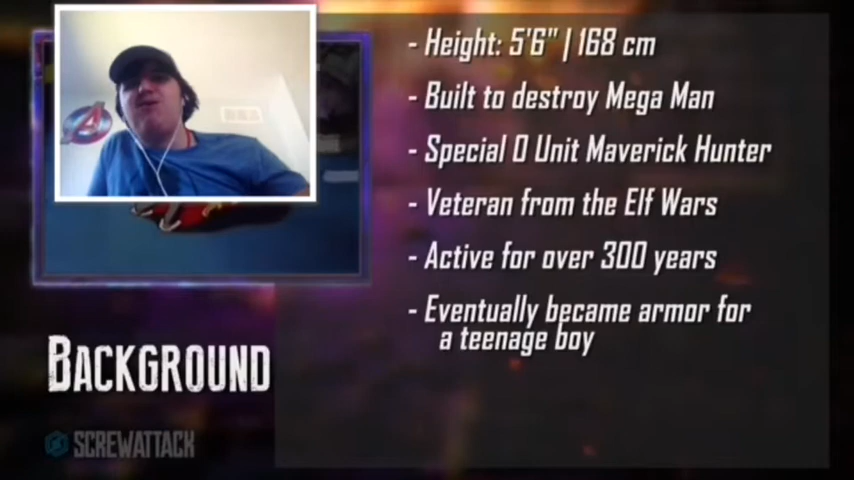 - Height: 5'6" | 168 cm
- Built to destroy Mega Man
- Special 0 Unit Maverick Hunter
- Veteran from the Elf Wars
- Active for over 300 years
- Eventually became armor for
a teenage boy
BACKGROUND
SCREWATTACK